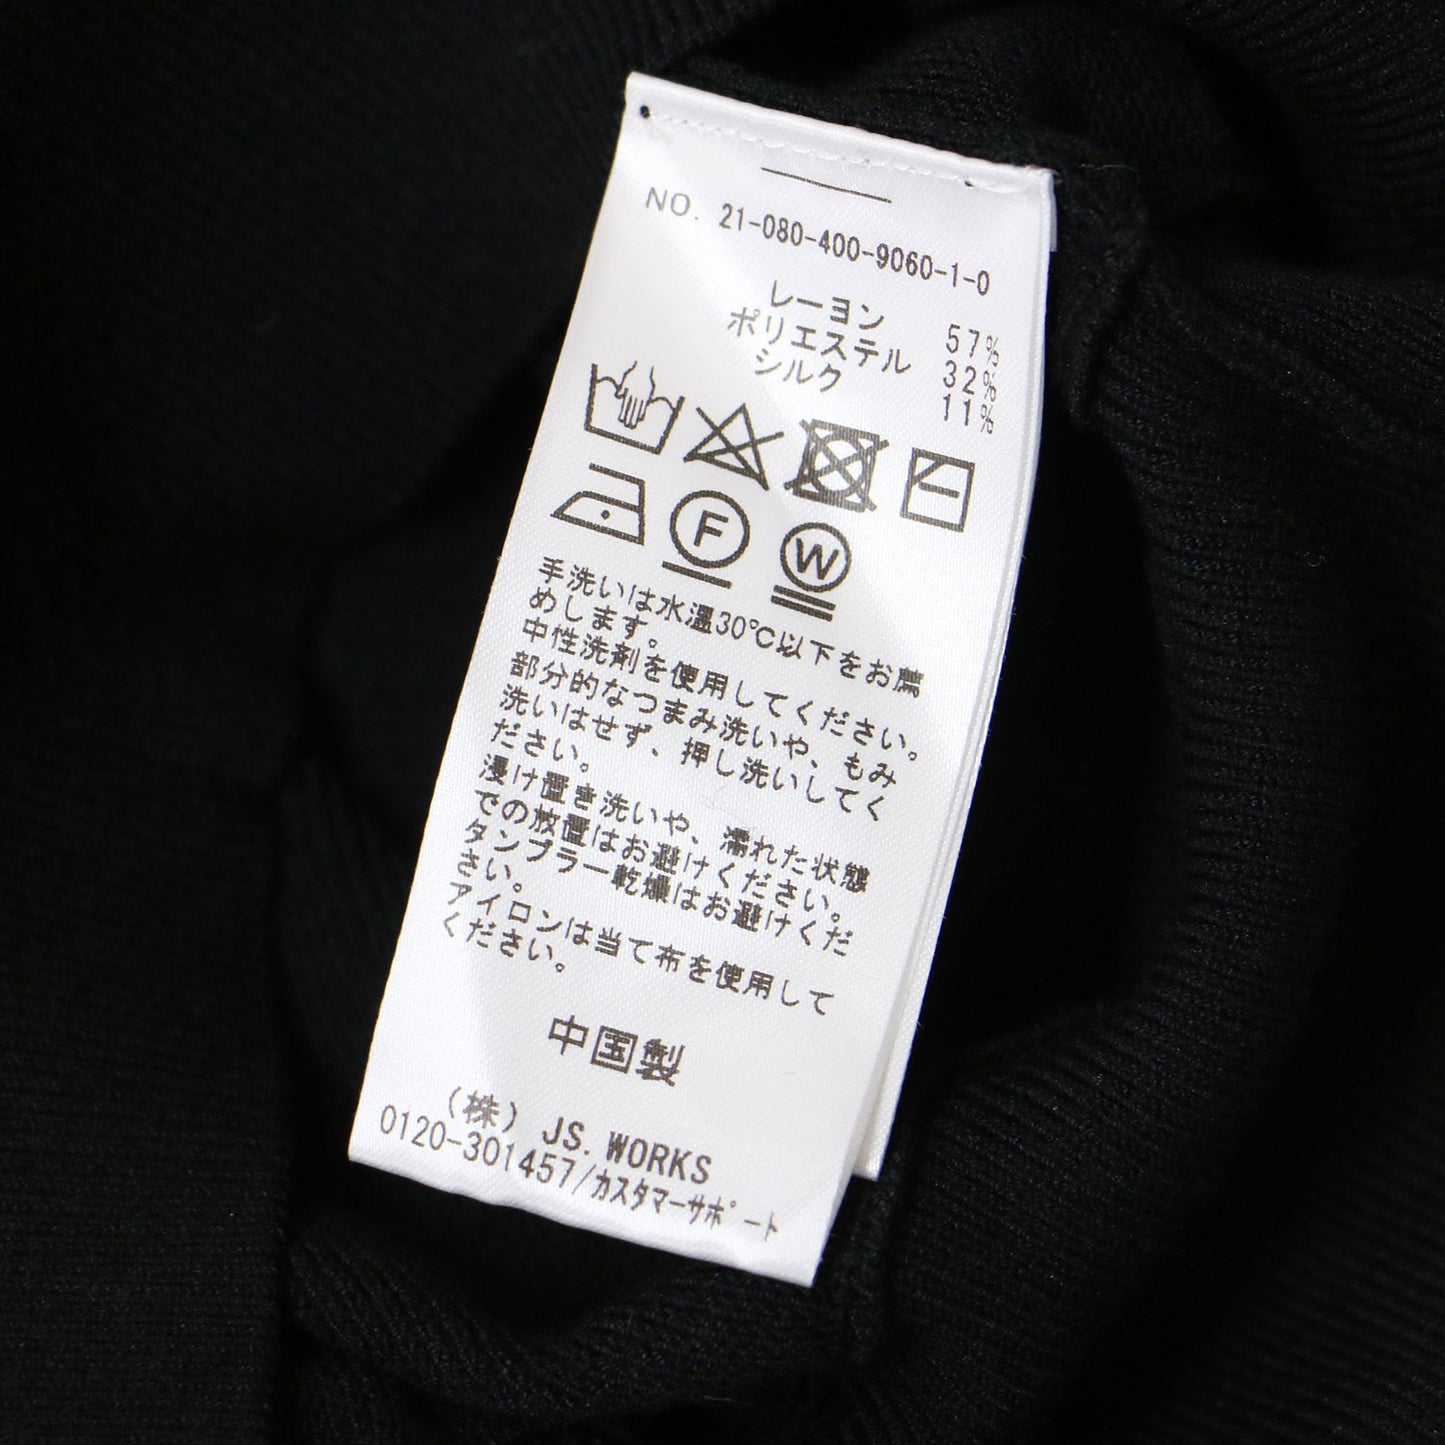 NO. 21-080-400-9060-1-0
レーヨン 57%
ポリエステル 32%
シルク 11%
F
W
手洗いは水温30℃以下をお薦
めします。
中性洗剤を使用してください。
部分的なつまみ洗いや、もみ
洗いはせず、押し洗いしてく
ださい。
浸け置き洗いや、濡れた状態
での放置はお避けください。
タンブラー乾燥はお避けくだ
さい。
アイロンは当て布を使用して
ください。
中国製
(株) JS. WORKS
0120-301457/カスタマーサポート